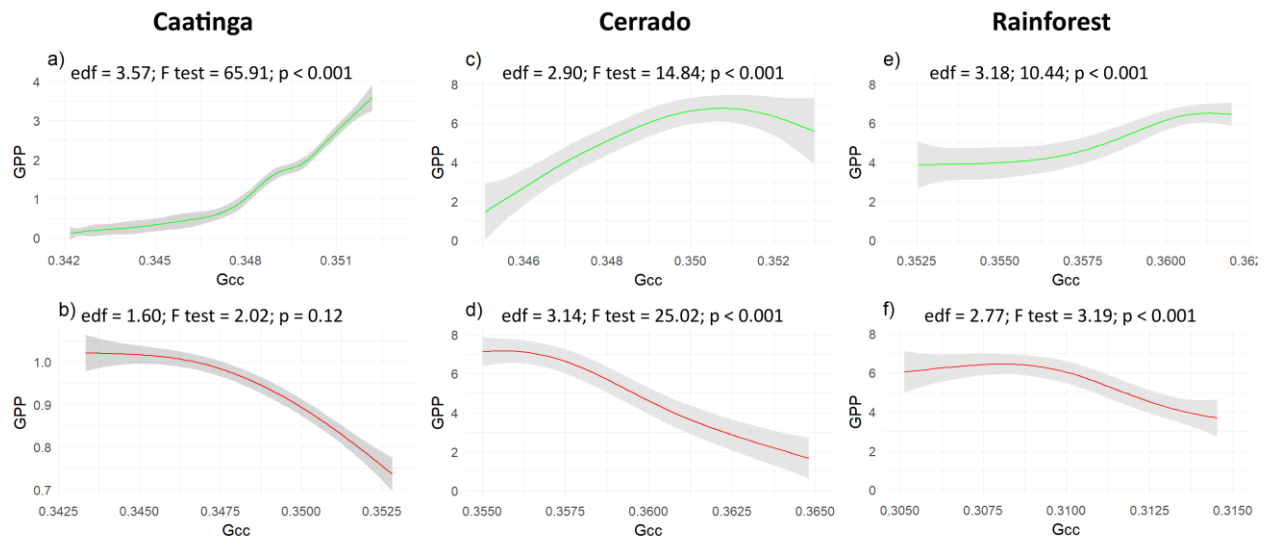 Caatinga
Cerrado
Rainforest
a)
edf = 3.57; F test = 65.91; p < 0.001
4
3
2
1
0
GPP
0.342 0.345 0.348 0.351
Gcc
c)
edf = 2.90; F test = 14.84; p < 0.001
8
6
4
2
0
GPP
0.346 0.348 0.350 0.352
Gcc
e)
edf = 3.18; 10.44; p < 0.001
8
6
4
2
0
GPP
0.3525 0.3550 0.3575 0.3600 0.362
Gcc
b)
edf = 1.60; F test = 2.02; p = 0.12
1.0
0.9
0.8
0.7
GPP
0.3425 0.3450 0.3475 0.3500 0.3525
Gcc
d)
edf = 3.14; F test = 25.02; p < 0.001
8
6
4
2
0
GPP
0.3550 0.3575 0.3600 0.3625 0.3650
Gcc
f)
edf = 2.77; F test = 3.19; p < 0.001
8
6
4
2
0
GPP
0.3050 0.3075 0.3100 0.3125 0.3150
Gcc